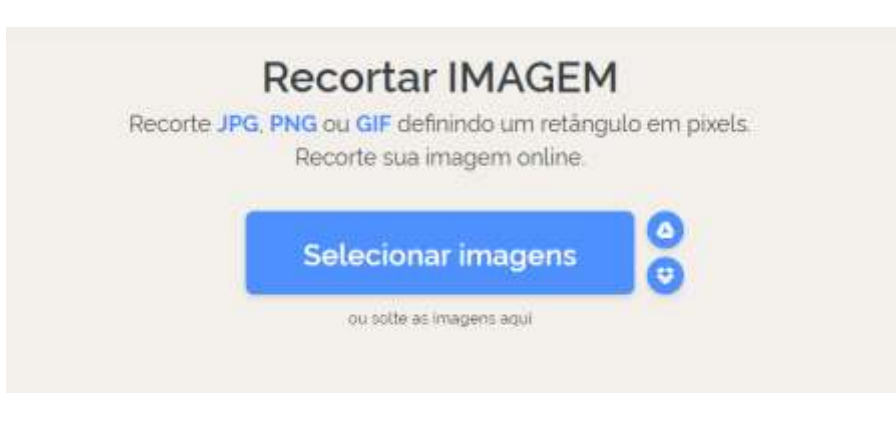 Recortar IMAGEM
Recorte JPG, PNG ou GIF definindo um retângulo em pixels.
Recorte sua imagem online.
Selecionar imagens
ou solte as imagens aqui